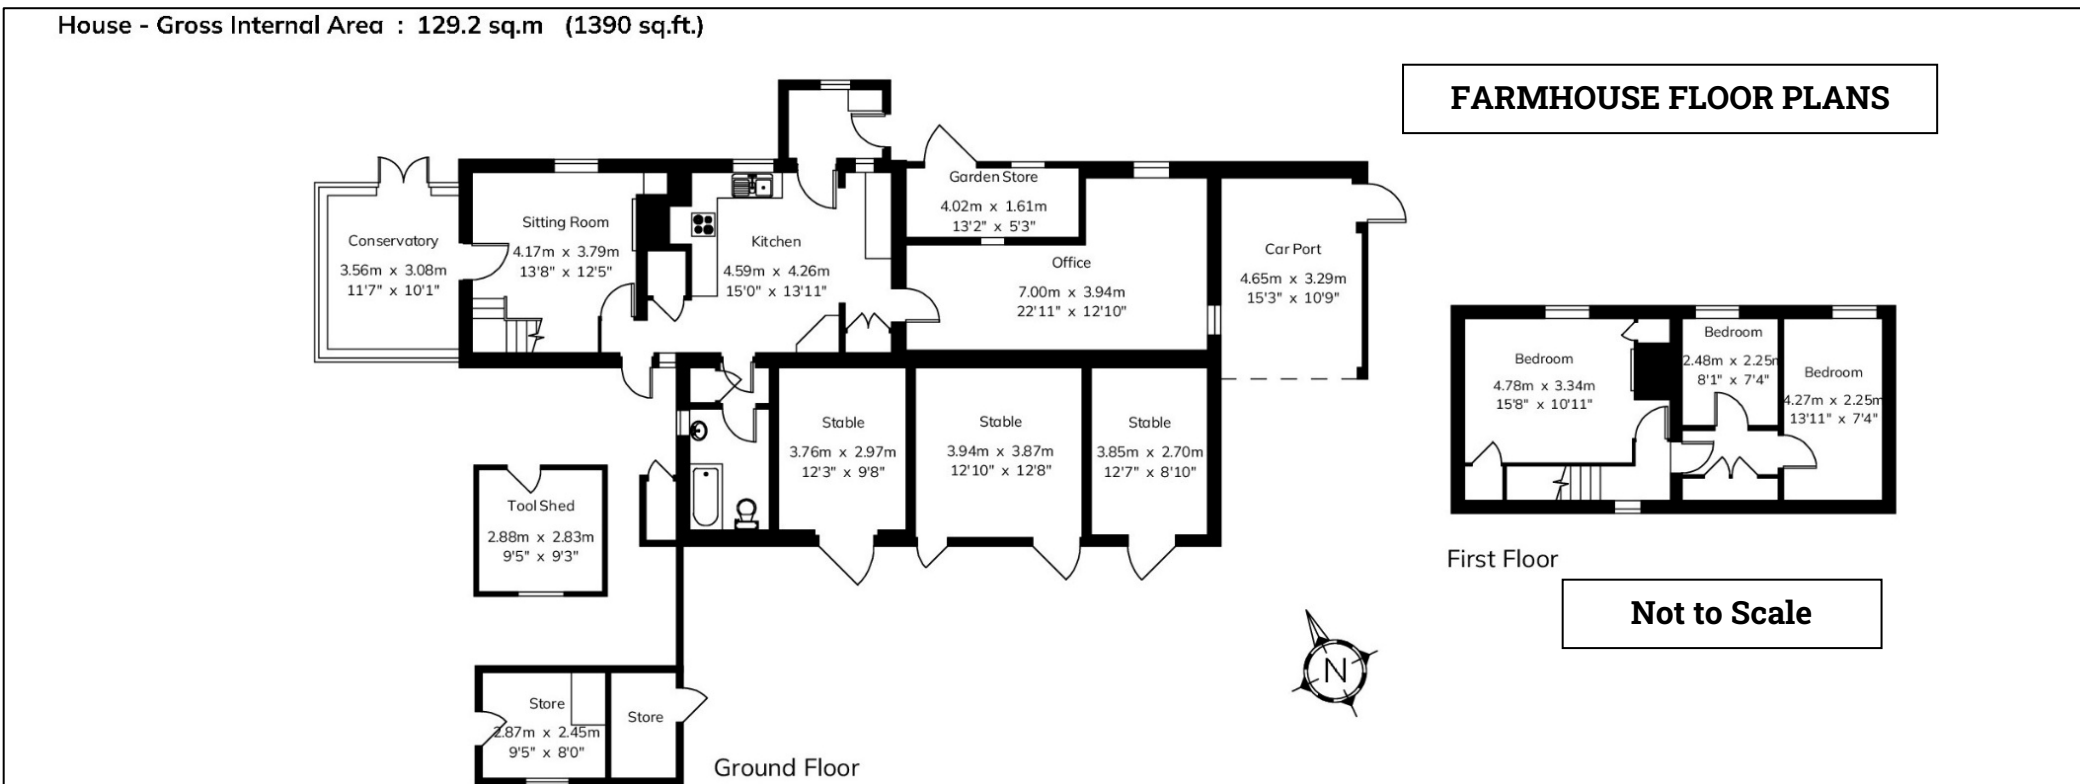 House - Gross Internal Area : 129.2 sq.m (1390 sq.ft.)
FARMHOUSE FLOOR PLANS
Garden Store
4.02m x 1.61m
13'2" x 5'3"
Sitting Room
4.17m x 3.79m
13'8" x 12'5"
Conservatory
3.56m x 3.08m
11'7" x 10'1"
Kitchen
4.59m x 4.26m
15'0" x 13'11"
Office
7.00m x 3.94m
22'11" x 12'10"
Car Port
4.65m x 3.29m
15'3" x 10'9"
Bedroom
4.78m x 3.34m
15'8" x 10'11"
Bedroom
2.48m x 2.25m
8'1" x 7'4"
Bedroom
4.27m x 2.25m
13'11" x 7'4"
Stable
3.76m x 2.97m
12'3" x 9'8"
Stable
3.94m x 3.87m
12'10" x 12'8"
Stable
3.85m x 2.70m
12'7" x 8'10"
Tool Shed
2.88m x 2.83m
9'5" x 9'3"
First Floor
Not to Scale
N
Store
2.87m x 2.45m
9'5" x 8'0"
Store
Ground Floor